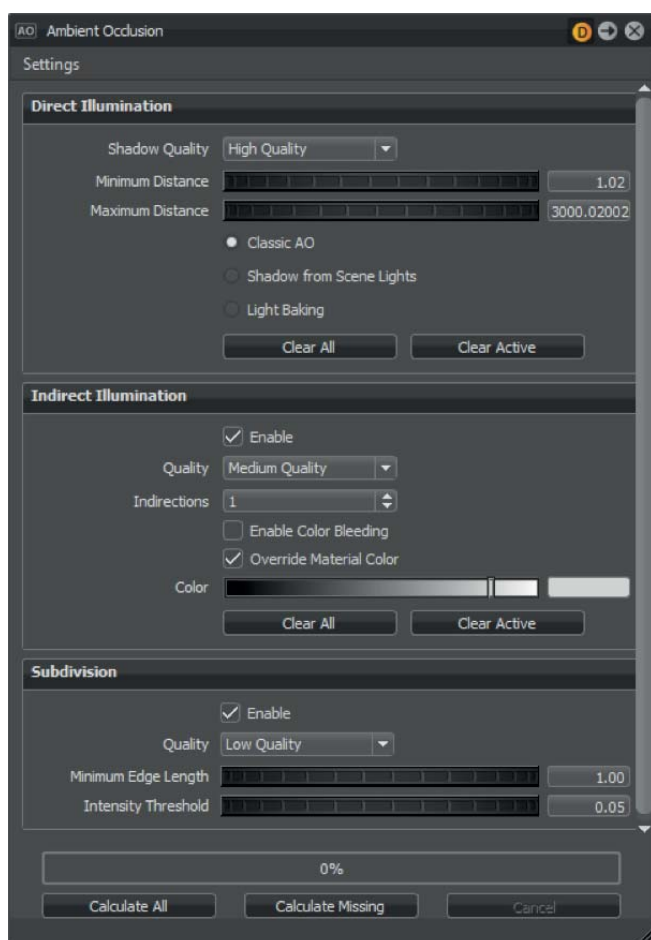 AO Ambient Occlusion D
Settings
Direct Illumination
Shadow Quality High Quality
Minimum Distance 1.02
Maximum Distance 3000.02002
Classic AO
Shadow from Scene Lights
Light Baking
Clear All Clear Active
Indirect Illumination
Enable
Quality Medium Quality
Indirections 1
Enable Color Bleeding
Override Material Color
Color
Clear All Clear Active
Subdivision
Enable
Quality Low Quality
Minimum Edge Length 1.00
Intensity Threshold 0.05
0%
Calculate All Calculate Missing Cancel